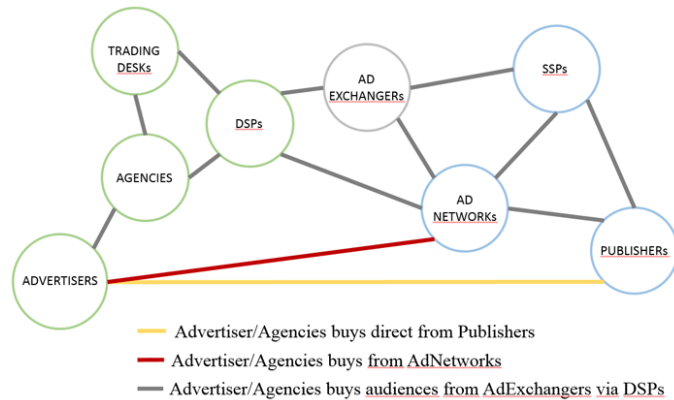 TRADING
DESKs
AD
EXCHANGERs
SSPs
DSPs
AGENCIES
AD
NETWORKs
PUBLISHERs
ADVERTISERS
Advertiser/Agencies buys direct from Publishers
Advertiser/Agencies buys from AdNetworks
Advertiser/Agencies buys audiences from AdExchangers via DSPs